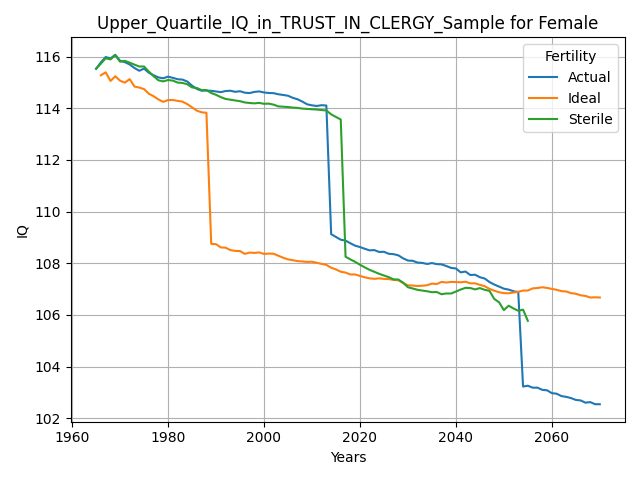 Upper_Quartile_IQ_in_TRUST_IN_CLERGY_Sample for Female
Fertility
Actual
Ideal
Sterile
116
114
112
110
108
106
104
102
IQ
1960
1980
2000
2020
2040
2060
Years